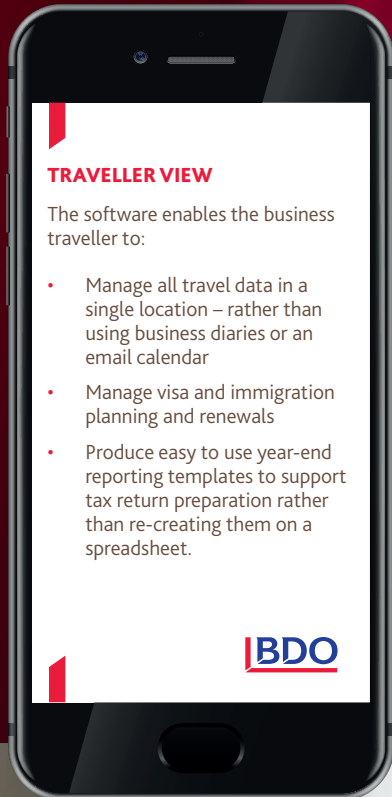 TRAVELLER VIEW
The software enables the business
traveller to:
• Manage all travel data in a
single location – rather than
using business diaries or an
email calendar
• Manage visa and immigration
planning and renewals
• Produce easy to use year-end
reporting templates to support
tax return preparation rather
than re-creating them on a
spreadsheet.
BDO